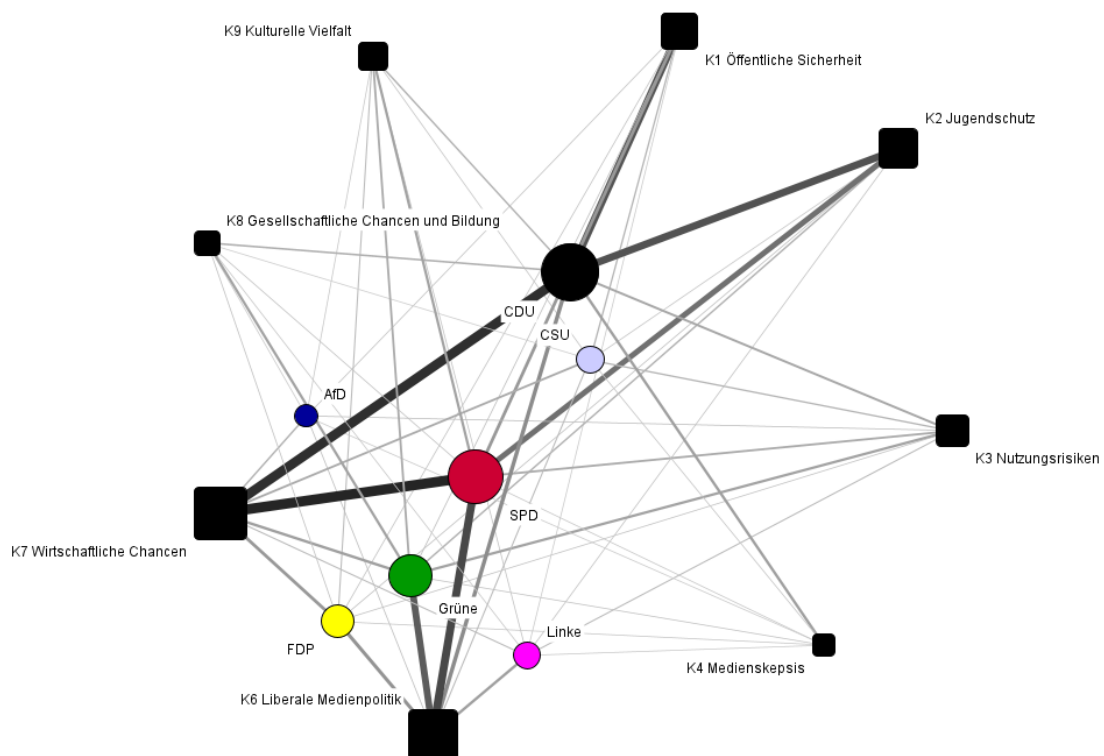 K9 Kulturelle Vielfalt
K1 Öffentliche Sicherheit
K2 Jugendschutz
K8 Gesellschaftliche Chancen und Bildung
CDU
CSU
AfD
K3 Nutzungsrisiken
SPD
K7 Wirtschaftliche Chancen
Grüne
Linke
FDP
K4 Medienskepsis
K6 Liberale Medienpolitik